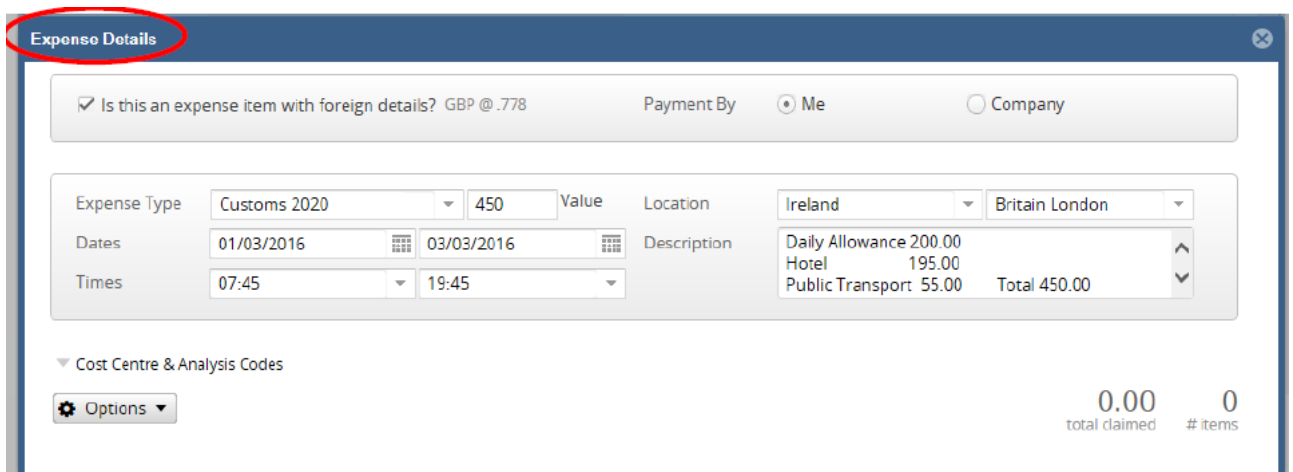 Expense Details
Is this an expense item with foreign details? GBP @ .778 Payment By Me Company
Expense Type Customs 2020 450 Value Location Ireland Britain London
Dates 01/03/2016 03/03/2016 Description Daily Allowance 200.00
Hotel 195.00
Times 07:45 19:45 Public Transport 55.00 Total 450.00
Cost Centre & Analysis Codes
Options 0.00 0
total claimed # items